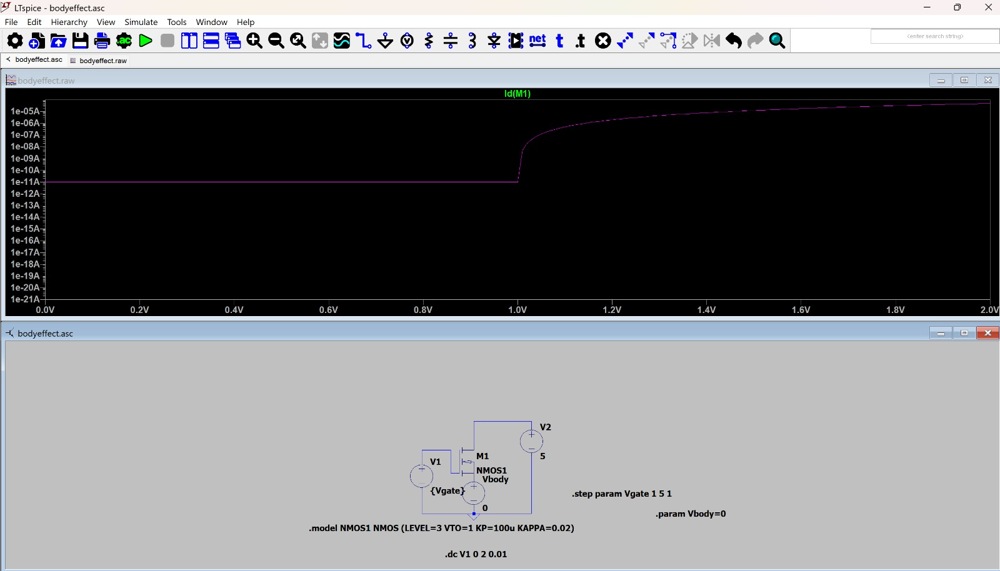 LTspice - bodyeffect.asc
File Edit Hierarchy View Simulate Tools Window Help
.ac net t .t (enter search string)
bodyeffect.asc bodyeffect.raw
bodyeffect.raw
Id(M1)
1e-05A
1e-06A
1e-07A
1e-08A
1e-09A
1e-10A
1e-11A
1e-12A
1e-13A
1e-14A
1e-15A
1e-16A
1e-17A
1e-18A
1e-19A
1e-20A
1e-21A
0.0V 0.2V 0.4V 0.6V 0.8V 1.0V 1.2V 1.4V 1.6V 1.8V 2.0V
bodyeffect.asc
V2
5
M1
V1
NMOS1
Vbody
{Vgate}
0
.step param Vgate 1 5 1
.param Vbody=0
.model NMOS1 NMOS (LEVEL=3 VTO=1 KP=100u KAPPA=0.02)
.dc V1 0 2 0.01